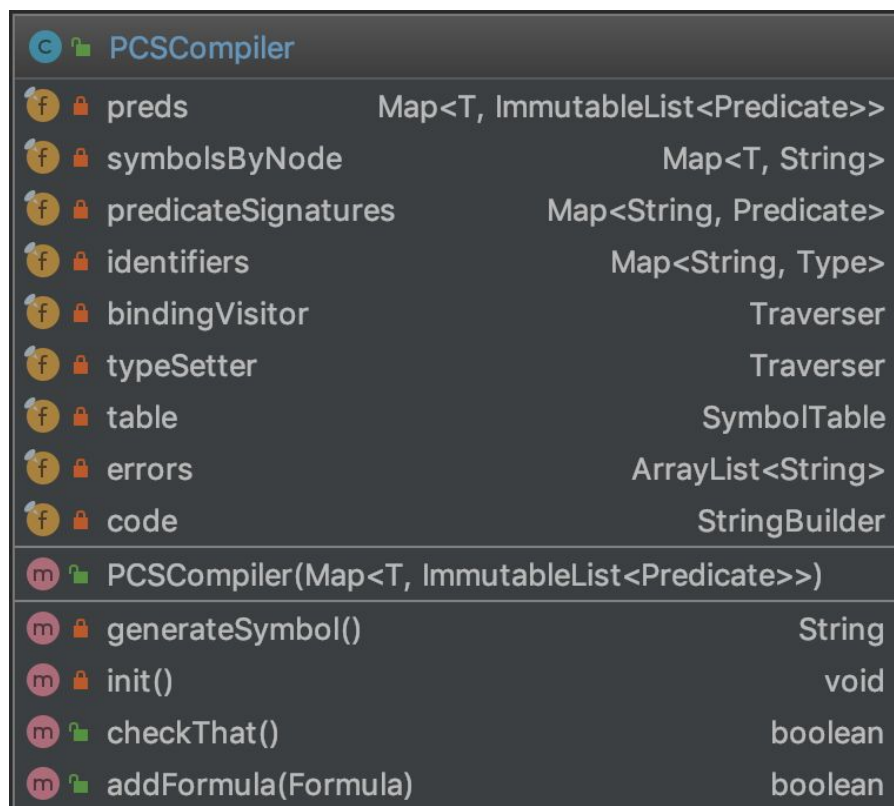 C PCSCompiler
f preds Map<T, ImmutableList<Predicate>>
f symbolsByNode Map<T, String>
f predicateSignatures Map<String, Predicate>
f identifiers Map<String, Type>
f bindingVisitor Traverser
f typeSetter Traverser
f table SymbolTable
f errors ArrayList<String>
f code StringBuilder
m PCSCompiler(Map<T, ImmutableList<Predicate>>)
m generateSymbol() String
m init() void
m checkThat() boolean
m addFormula(Formula) boolean